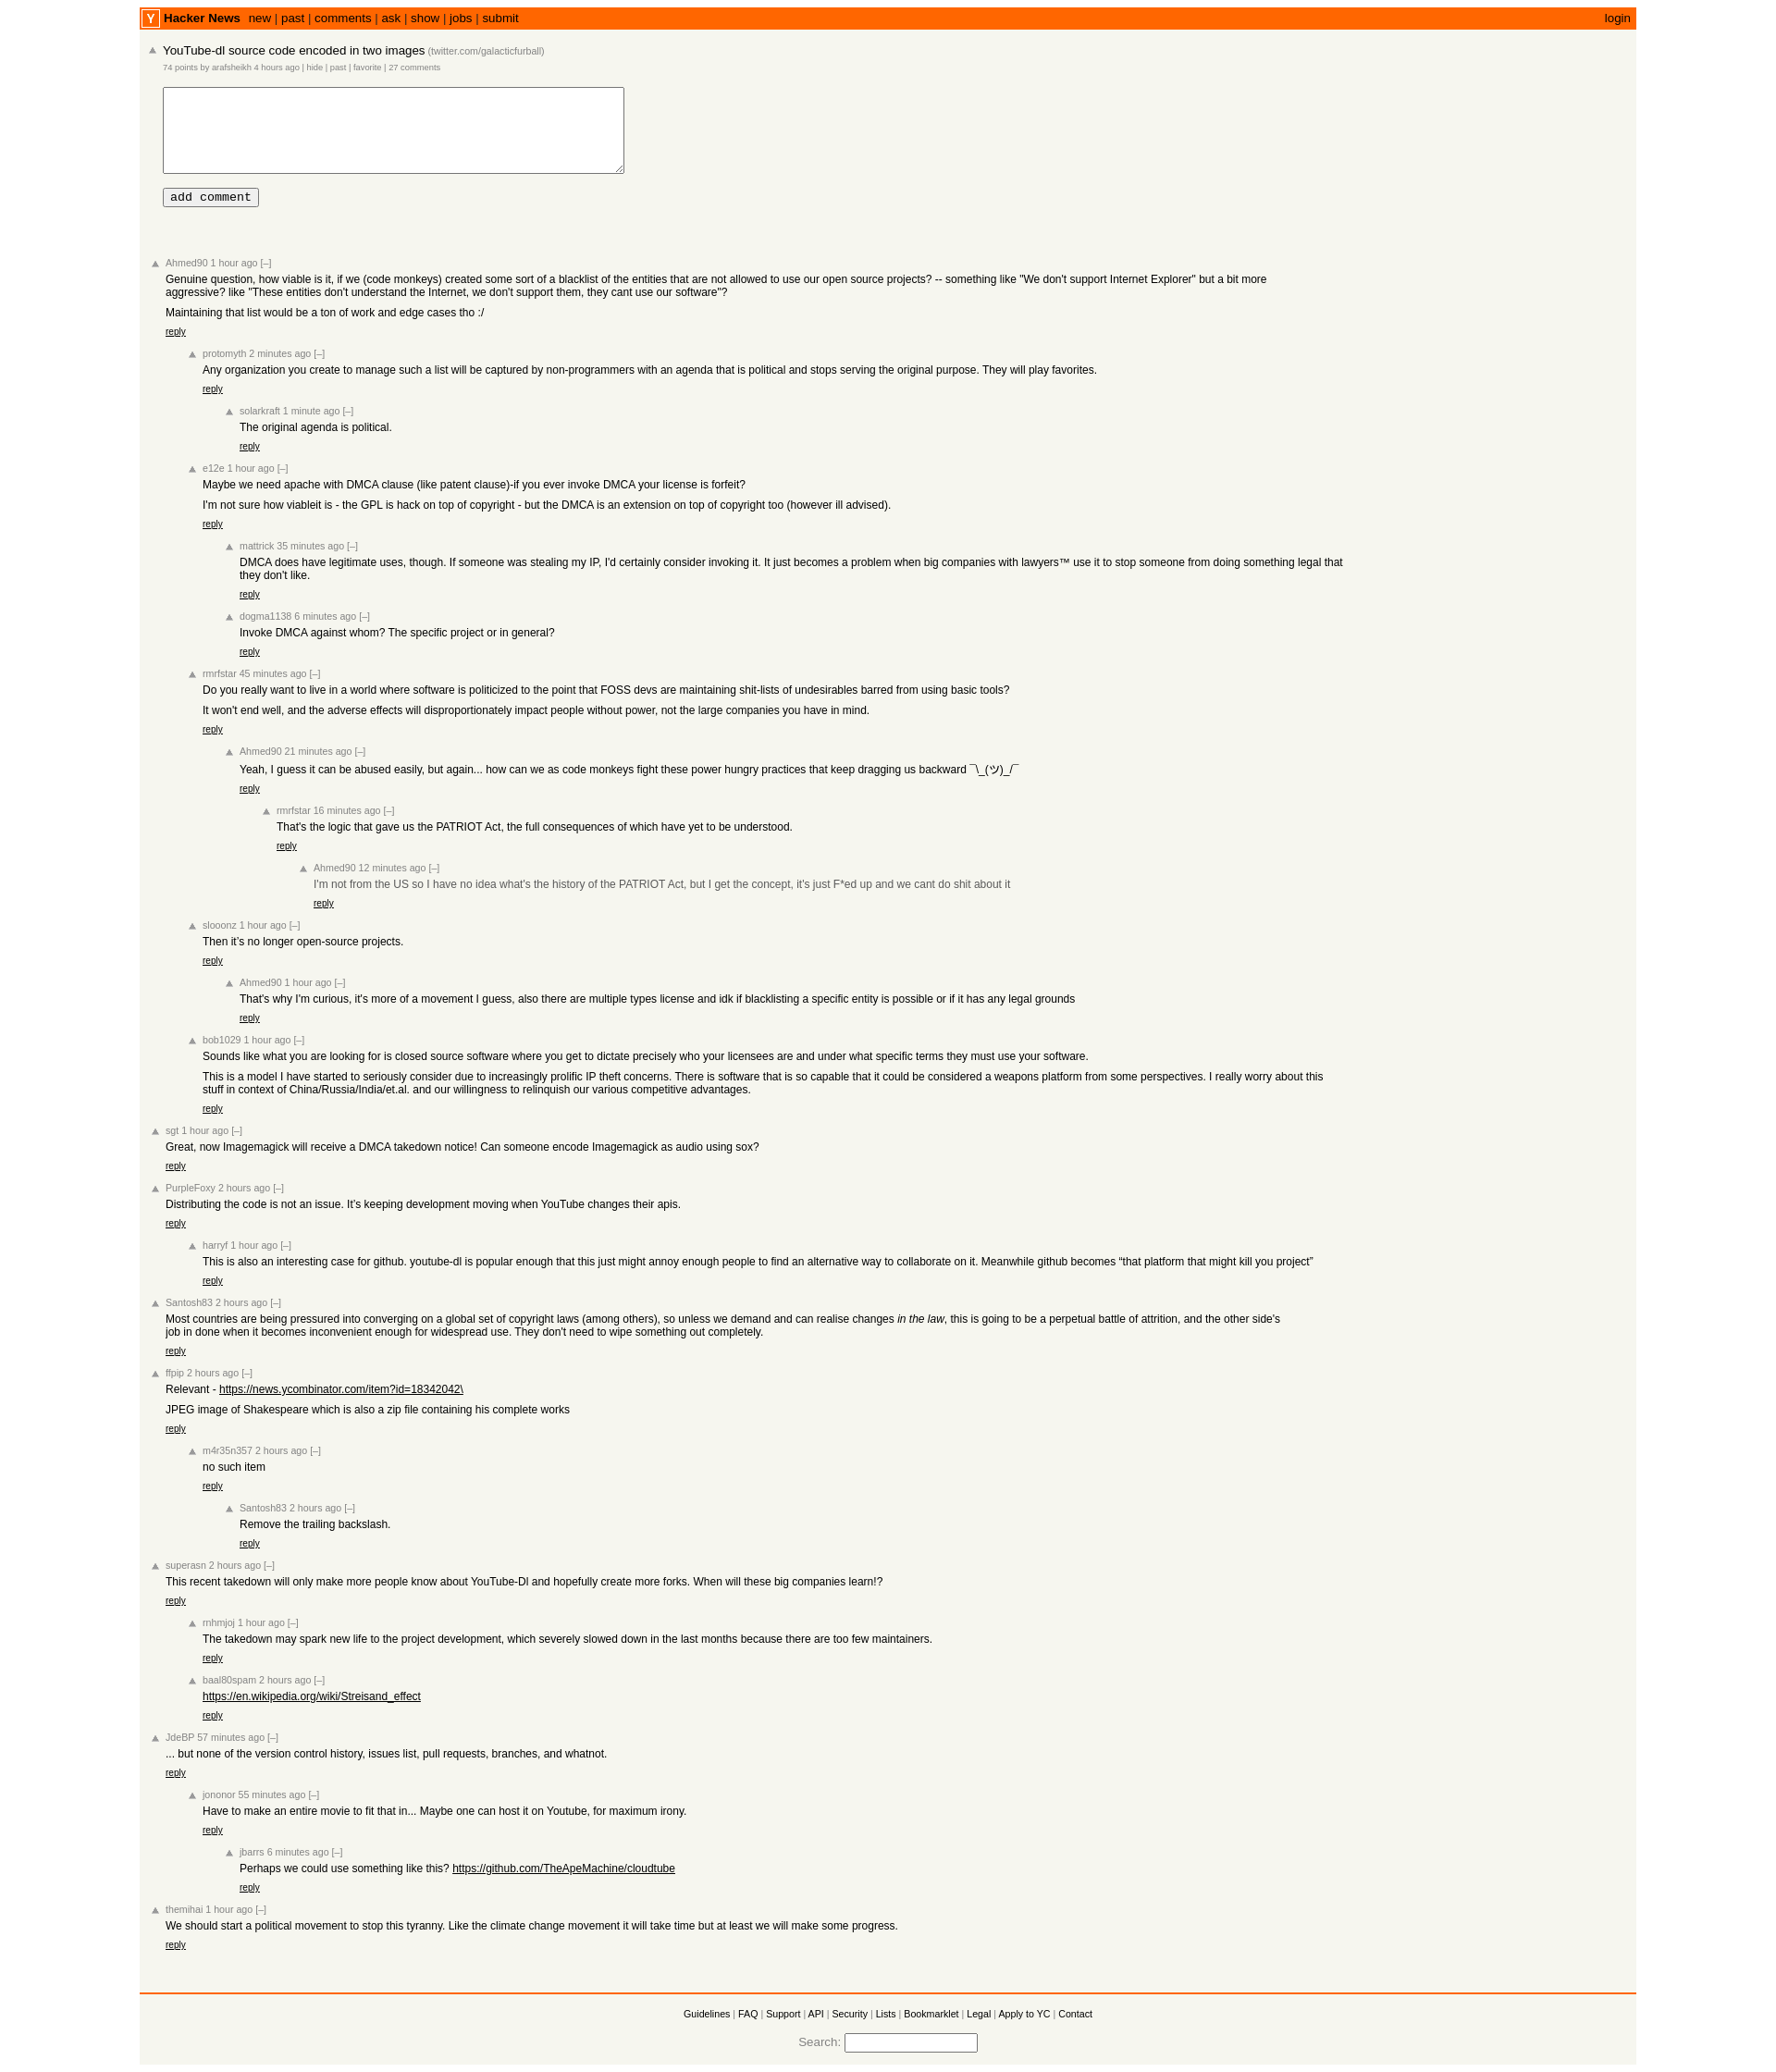 Y Hacker News new | past | comments | ask | show | jobs | submit login
YouTube-dl source code encoded in two images (twitter.com/galacticfurball)
74 points by arafsheikh 4 hours ago | hide | past | favorite | 27 comments
add comment
Ahmed90 1 hour ago [–]
Genuine question, how viable is it, if we (code monkeys) created some sort of a blacklist of the entities that are not allowed to use our open source projects? -- something like "We don't support Internet Explorer" but a bit more
aggressive? like "These entities don't understand the Internet, we don't support them, they cant use our software"?
Maintaining that list would be a ton of work and edge cases tho :/
reply
protomyth 2 minutes ago [–]
Any organization you create to manage such a list will be captured by non-programmers with an agenda that is political and stops serving the original purpose. They will play favorites.
reply
solarkraft 1 minute ago [–]
The original agenda is political.
reply
e12e 1 hour ago [–]
Maybe we need apache with DMCA clause (like patent clause)-if you ever invoke DMCA your license is forfeit?
I'm not sure how viableit is - the GPL is hack on top of copyright - but the DMCA is an extension on top of copyright too (however ill advised).
reply
mattrick 35 minutes ago [–]
DMCA does have legitimate uses, though. If someone was stealing my IP, I'd certainly consider invoking it. It just becomes a problem when big companies with lawyers™ use it to stop someone from doing something legal that
they don't like.
reply
dogma1138 6 minutes ago [–]
Invoke DMCA against whom? The specific project or in general?
reply
rmrfstar 45 minutes ago [–]
Do you really want to live in a world where software is politicized to the point that FOSS devs are maintaining shit-lists of undesirables barred from using basic tools?
It won't end well, and the adverse effects will disproportionately impact people without power, not the large companies you have in mind.
reply
Ahmed90 21 minutes ago [–]
Yeah, I guess it can be abused easily, but again... how can we as code monkeys fight these power hungry practices that keep dragging us backward ¯\_(ツ)_/¯
reply
rmrfstar 16 minutes ago [–]
That's the logic that gave us the PATRIOT Act, the full consequences of which have yet to be understood.
reply
Ahmed90 12 minutes ago [–]
I'm not from the US so I have no idea what's the history of the PATRIOT Act, but I get the concept, it's just F*ed up and we cant do shit about it
reply
slooonz 1 hour ago [–]
Then it’s no longer open-source projects.
reply
Ahmed90 1 hour ago [–]
That's why I'm curious, it's more of a movement I guess, also there are multiple types license and idk if blacklisting a specific entity is possible or if it has any legal grounds
reply
bob1029 1 hour ago [–]
Sounds like what you are looking for is closed source software where you get to dictate precisely who your licensees are and under what specific terms they must use your software.
This is a model I have started to seriously consider due to increasingly prolific IP theft concerns. There is software that is so capable that it could be considered a weapons platform from some perspectives. I really worry about this
stuff in context of China/Russia/India/et.al. and our willingness to relinquish our various competitive advantages.
reply
sgt 1 hour ago [–]
Great, now Imagemagick will receive a DMCA takedown notice! Can someone encode Imagemagick as audio using sox?
reply
PurpleFoxy 2 hours ago [–]
Distributing the code is not an issue. It’s keeping development moving when YouTube changes their apis.
reply
harryf 1 hour ago [–]
This is also an interesting case for github. youtube-dl is popular enough that this just might annoy enough people to find an alternative way to collaborate on it. Meanwhile github becomes “that platform that might kill you project”
reply
Santosh83 2 hours ago [–]
Most countries are being pressured into converging on a global set of copyright laws (among others), so unless we demand and can realise changes in the law, this is going to be a perpetual battle of attrition, and the other side's
job in done when it becomes inconvenient enough for widespread use. They don't need to wipe something out completely.
reply
ffpip 2 hours ago [–]
Relevant - https://news.ycombinator.com/item?id=18342042\
JPEG image of Shakespeare which is also a zip file containing his complete works
reply
m4r35n357 2 hours ago [–]
no such item
reply
Santosh83 2 hours ago [–]
Remove the trailing backslash.
reply
superasn 2 hours ago [–]
This recent takedown will only make more people know about YouTube-Dl and hopefully create more forks. When will these big companies learn!?
reply
rnhmjoj 1 hour ago [–]
The takedown may spark new life to the project development, which severely slowed down in the last months because there are too few maintainers.
reply
baal80spam 2 hours ago [–]
https://en.wikipedia.org/wiki/Streisand_effect
reply
JdeBP 57 minutes ago [–]
... but none of the version control history, issues list, pull requests, branches, and whatnot.
reply
jononor 55 minutes ago [–]
Have to make an entire movie to fit that in... Maybe one can host it on Youtube, for maximum irony.
reply
jbarrs 6 minutes ago [–]
Perhaps we could use something like this? https://github.com/TheApeMachine/cloudtube
reply
themihai 1 hour ago [–]
We should start a political movement to stop this tyranny. Like the climate change movement it will take time but at least we will make some progress.
reply
Guidelines | FAQ | Support | API | Security | Lists | Bookmarklet | Legal | Apply to YC | Contact
Search: